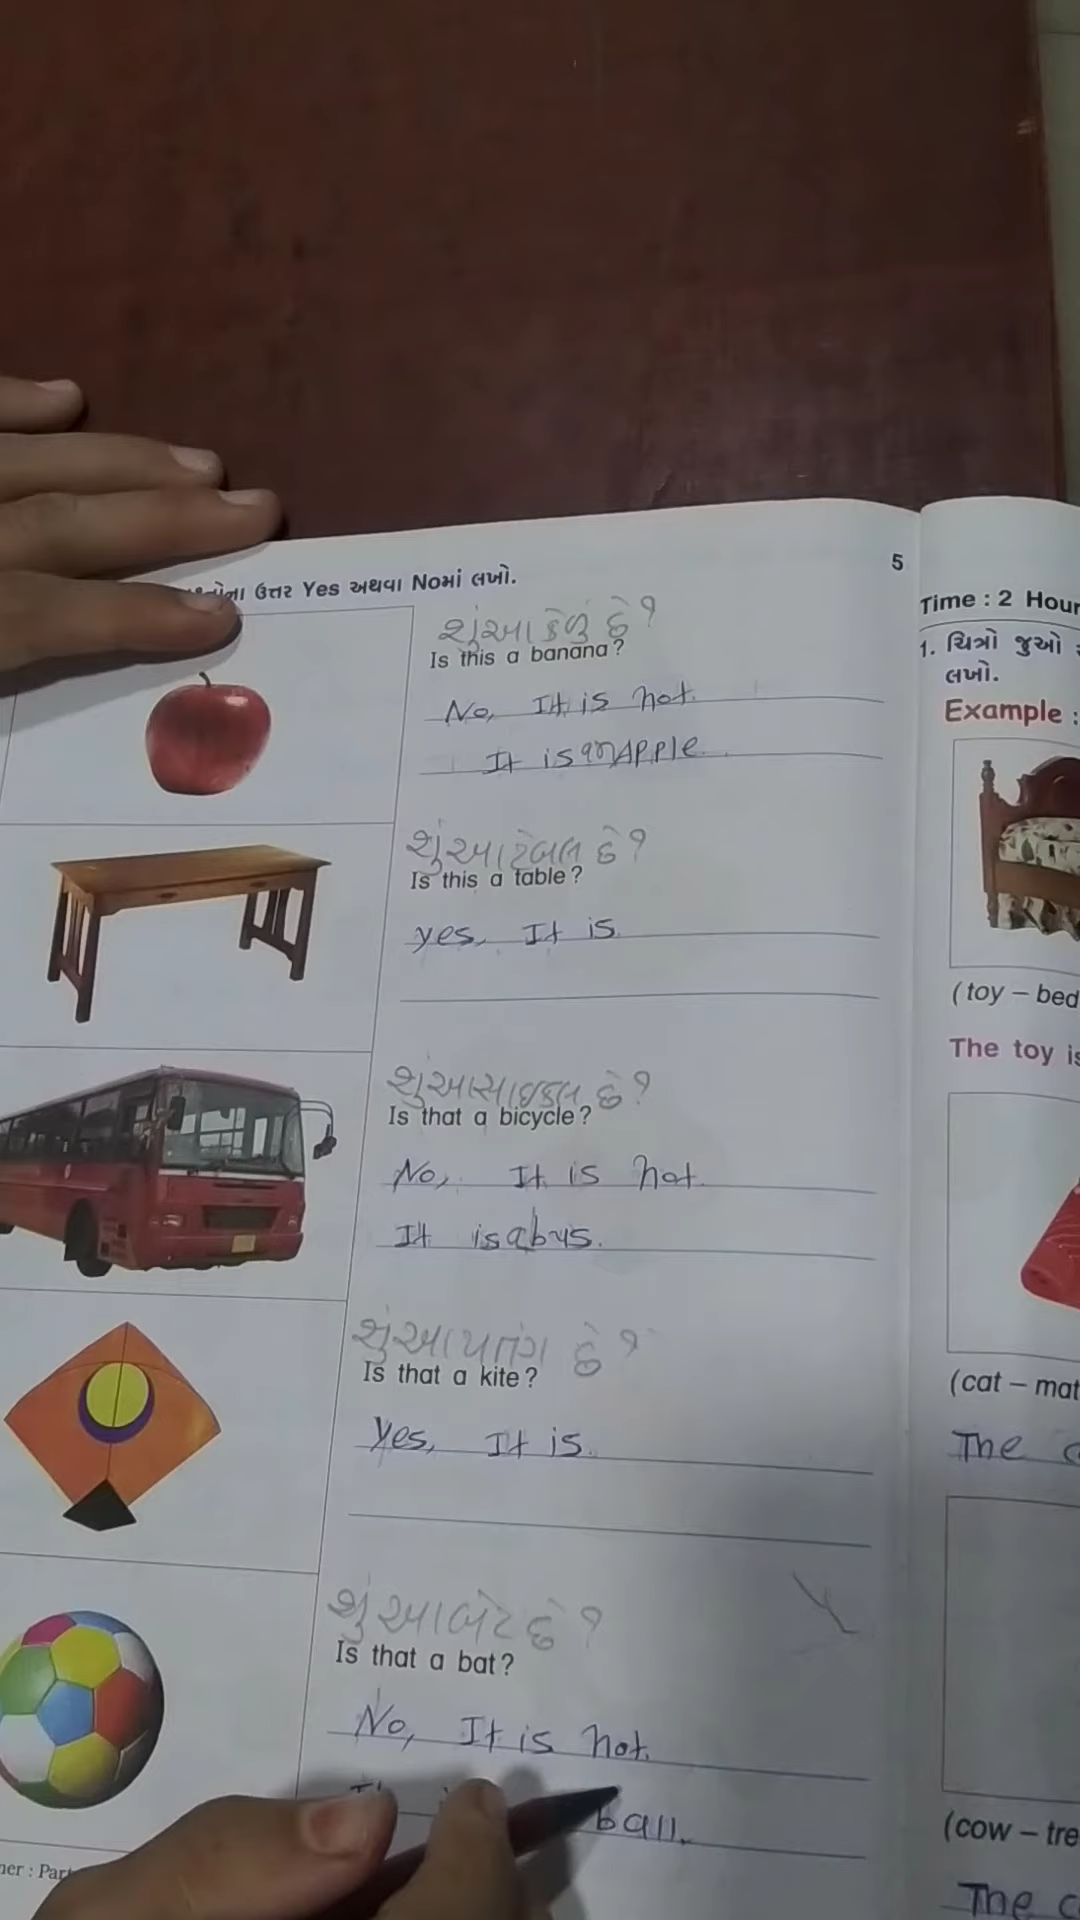 ઉત્તર Yes અથવા Noમાં લખો.
5
શું આ કેળું છે?
Is this a banana?
No, It is not.
It is an Apple.
શું આ ટેબલ છે?
Is this a table?
yes, It is.
શું આ સાઇકલ છે?
Is that a bicycle?
No, It is not.
It is a bus.
શું આ પતંગ છે?
Is that a kite?
Yes, It is.
શું આ બેટ છે?
Is that a bat?
No, It is not.
ball.
Time : 2 Hour
1. ચિત્રો જુઓ
લખો.
Example :
(toy – bed
The toy is
(cat – mat
The
(cow – tre
The